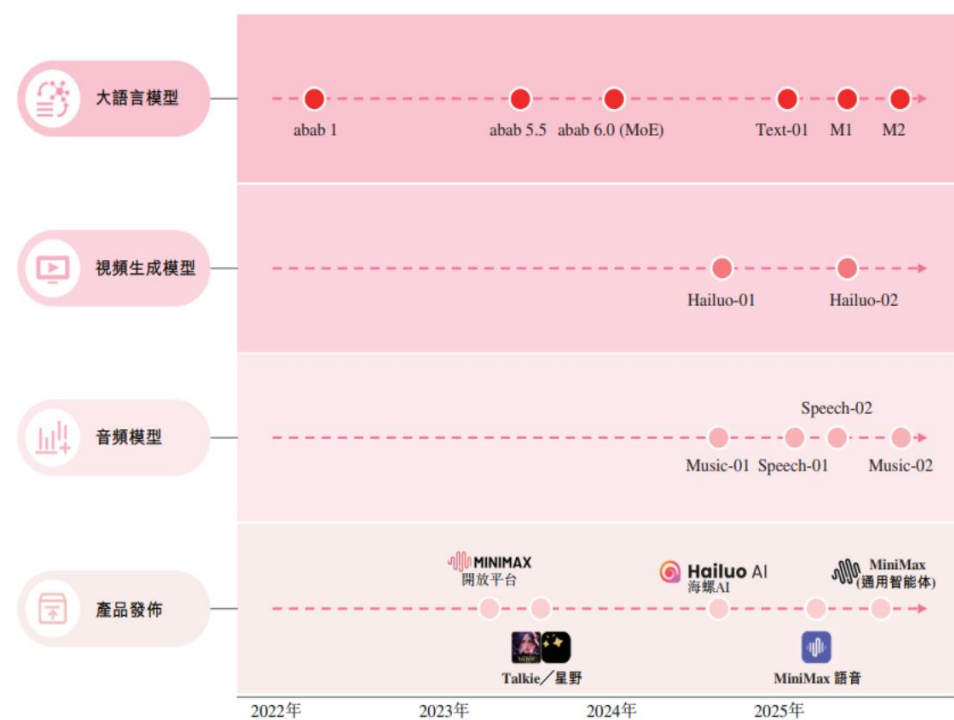 大語言模型
abab 1
abab 5.5
abab 6.0 (MoE)
Text-01
M1
M2
視頻生成模型
Hailuo-01
Hailuo-02
音頻模型
Speech-02
Music-01
Speech-01
Music-02
產品發佈
MINIMAX
開放平台
Hailuo AI
海螺AI
MiniMax
(通用智能体)
Talkie／星野
MiniMax 語音
2022年
2023年
2024年
2025年